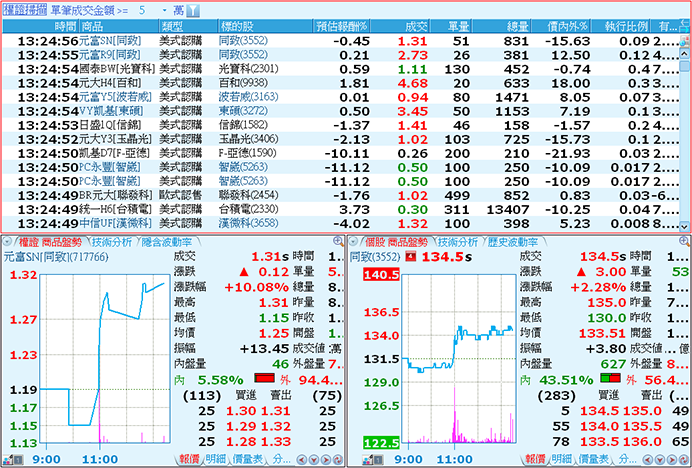 權證掃描 單筆成交金額 >= 5 萬
時間 商品 類型 標的股 預估報酬% 成交 單量 總量 價內外% 執行比例 有...
13:24:56 元富SN[同致] 美式認購 同致(3552) -0.45 1.31 51 831 -15.63 0.09 2....
13:24:55 元富R9[同致] 美式認購 同致(3552) 0.21 2.73 26 381 12.50 0.12 4....
13:24:54 國泰BW[光寶科] 美式認購 光寶科(2301) 0.59 1.11 130 452 -0.74 0.4 7....
13:24:54 元大H4[百和] 美式認購 百和(9938) 1.81 4.68 20 633 18.00 0.3 3....
13:24:54 元富Y5[波若威] 美式認購 波若威(3163) 0.01 0.94 80 1471 8.05 0.07 3....
13:24:54 VY凱基[東碩] 美式認購 東碩(3272) 0.50 3.45 50 1153 7.19 0.1 3....
13:24:53 日盛1Q[信錦] 美式認購 信錦(1582) -1.37 1.41 46 158 -1.57 0.2 4....
13:24:52 元大Y3[玉晶光] 美式認購 玉晶光(3406) -2.13 1.02 103 725 -15.73 0.1 2....
13:24:50 凱基D7[F-亞德] 美式認購 F-亞德(1590) -10.11 0.26 200 210 -21.93 0.03 2....
13:24:50 PC永豐[智崴] 美式認購 智崴(5263) -11.12 0.50 100 250 -10.09 0.017 2....
13:24:50 PC永豐[智崴] 美式認購 智崴(5263) -11.12 0.50 100 250 -10.09 0.017 2....
13:24:49 BR元大[聯發科] 歐式認售 聯發科(2454) -1.76 1.02 499 852 0.83 0.03 -6...
13:24:49 統一H6[台積電] 美式認購 台積電(2330) 3.73 0.30 311 13407 -10.25 0.04 7....
13:24:49 中信UF[漢微科] 美式認購 漢微科(3658) -4.02 1.32 100 398 5.23 0.008 8....
權證 商品盤勢 技術分析 隱含波動率
元富SN[同致](717766)
1.32
1.27
1.23
1.19
1.15
1.13
9:00 11:00
成交 1.31s 時間 1...
漲跌 ▲ 0.12 單量 5...
漲跌幅 +10.08% 總量 8...
最高 1.31 昨量 8...
最低 1.15 昨收 1...
均價 1.25 開盤 1...
振幅 +13.45 成交值 ...萬
內盤量 46 外盤量 7...
內 5.58% 外 94.4...
(113) 買進 賣出 (75)
25 1.30 1.31 25
25 1.29 1.32 25
25 1.28 1.33 25
報價 明細 價量表 分...
個股 商品盤勢 技術分析 歷史波動率
同致(3552) 134.5s
140.5
136.5
134.0
131.5
129.0
126.5
122.5
9:00 11:00
成交 134.5s 時間 1...
漲跌 ▲ 3.00 單量 53
漲跌幅 +2.28% 總量 1...
最高 135.0 昨量 7...
最低 130.0 昨收 1...
均價 133.51 開盤 1...
振幅 +3.80 成交值 ...億
內盤量 627 外盤量 8...
內 43.51% 外 56.4...
(283) 買進 賣出 (162)
5 134.5 135.0 49
55 134.0 135.5 49
78 133.5 136.0 65
報價 明細 價量表 分...